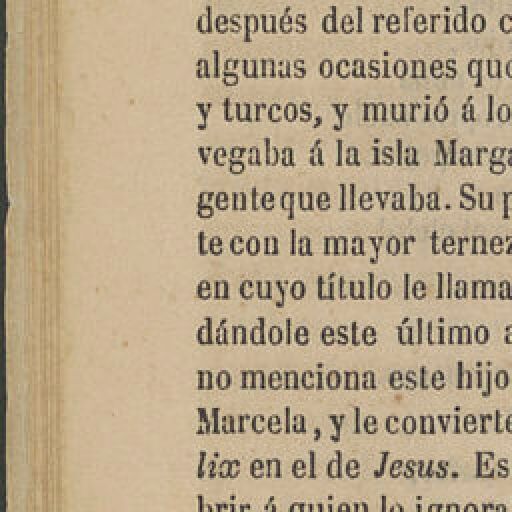 después del referido c
algunas ocasiones que
y turcos, y murió á lo
vegaba á la isla Marga
gente que llevaba. Su p
te con la mayor ternez
en cuyo título le llama
dándole este último a
no menciona este hijo
Marcela, y le convierte
lix en el de Jesus. Es
brir á quien lo ignora